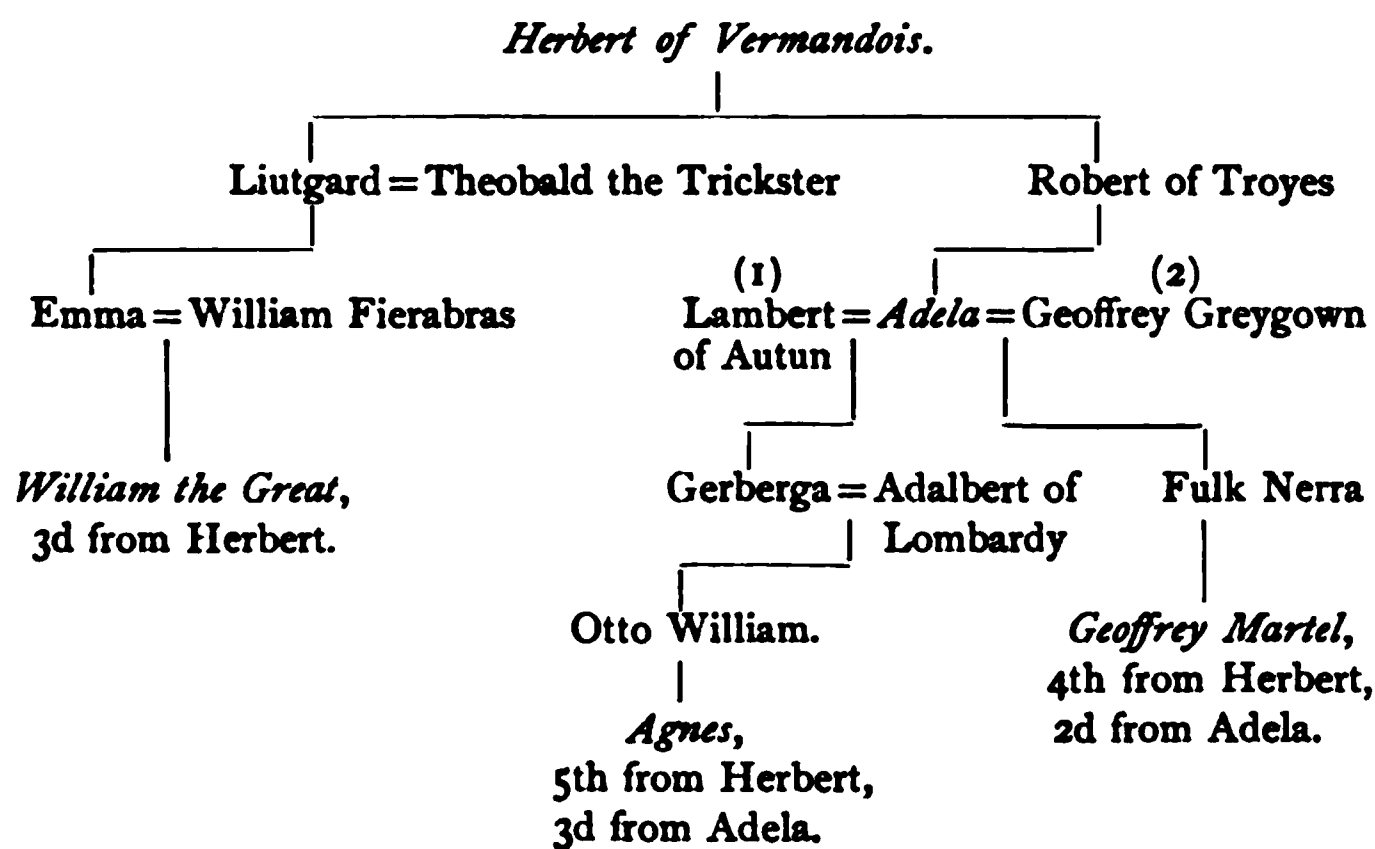 Herbert of Vermandois.
Liutgard = Theobald the Trickster Robert of Troyes
(1) (2)
Emma = William Fierabras Lambert = Adela = Geoffrey Greygown
of Autun
William the Great, Gerberga = Adalbert of Fulk Nerra
3d from Herbert. Lombardy
Otto William. Geoffrey Martel,
4th from Herbert,
Agnes, 2d from Adela.
5th from Herbert,
3d from Adela.